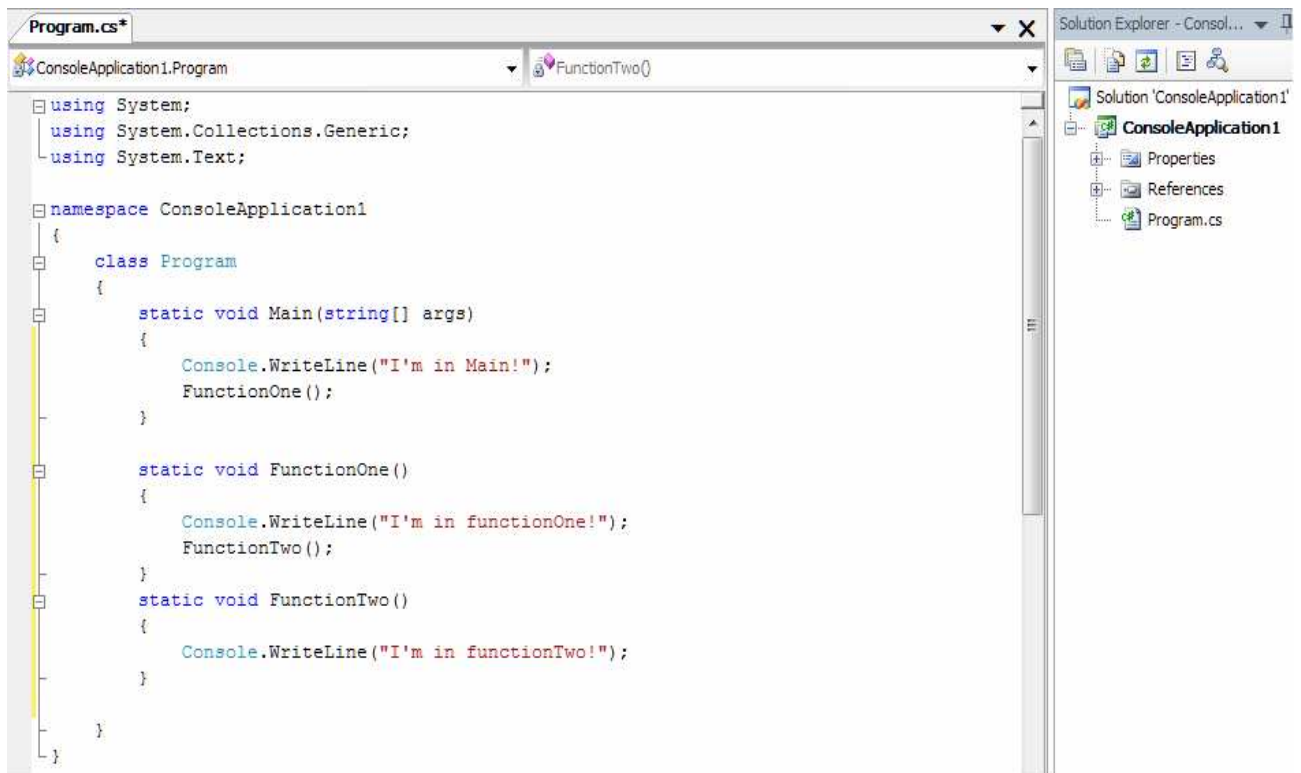 Program.cs*
ConsoleApplication1.Program
FunctionTwo()
using System;
using System.Collections.Generic;
using System.Text;
namespace ConsoleApplication1
{
class Program
{
static void Main(string[] args)
{
Console.WriteLine("I'm in Main!");
FunctionOne();
}
static void FunctionOne()
{
Console.WriteLine("I'm in functionOne!");
FunctionTwo();
}
static void FunctionTwo()
{
Console.WriteLine("I'm in functionTwo!");
}
}
}
Solution Explorer - Consol...
Solution 'ConsoleApplication1'
ConsoleApplication1
Properties
References
Program.cs